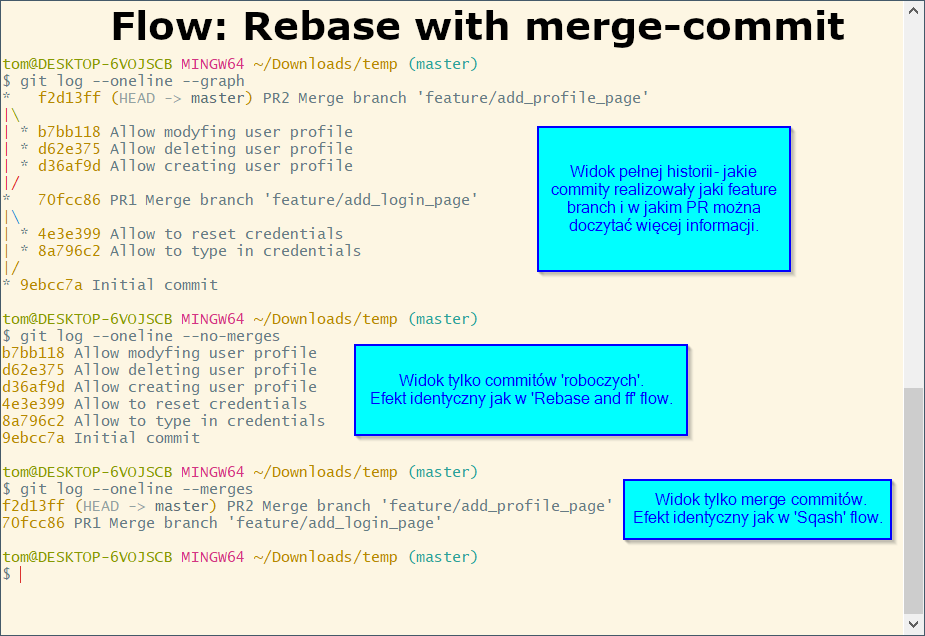 Flow: Rebase with merge-commit
tom@DESKTOP-6VOJSCB MINGW64 ~/Downloads/temp (master)
$ git log --oneline --graph
*   f2d13ff (HEAD -> master) PR2 Merge branch 'feature/add_profile_page'
|\
| * b7bb118 Allow modyfing user profile
| * d62e375 Allow deleting user profile
| * d36af9d Allow creating user profile
|/
*   70fcc86 PR1 Merge branch 'feature/add_login_page'
|\
| * 4e3e399 Allow to reset credentials
| * 8a796c2 Allow to type in credentials
|/
* 9ebcc7a Initial commit
Widok pełnej historii- jakie
commity realizowały jaki feature
branch i w jakim PR można
doczytać więcej informacji.
tom@DESKTOP-6VOJSCB MINGW64 ~/Downloads/temp (master)
$ git log --oneline --no-merges
b7bb118 Allow modyfing user profile
d62e375 Allow deleting user profile
d36af9d Allow creating user profile
4e3e399 Allow to reset credentials
8a796c2 Allow to type in credentials
9ebcc7a Initial commit
Widok tylko commitów 'roboczych'.
Efekt identyczny jak w 'Rebase and ff' flow.
tom@DESKTOP-6VOJSCB MINGW64 ~/Downloads/temp (master)
$ git log --oneline --merges
f2d13ff (HEAD -> master) PR2 Merge branch 'feature/add_profile_page'
70fcc86 PR1 Merge branch 'feature/add_login_page'
Widok tylko merge commitów.
Efekt identyczny jak w 'Sqash' flow.
tom@DESKTOP-6VOJSCB MINGW64 ~/Downloads/temp (master)
$